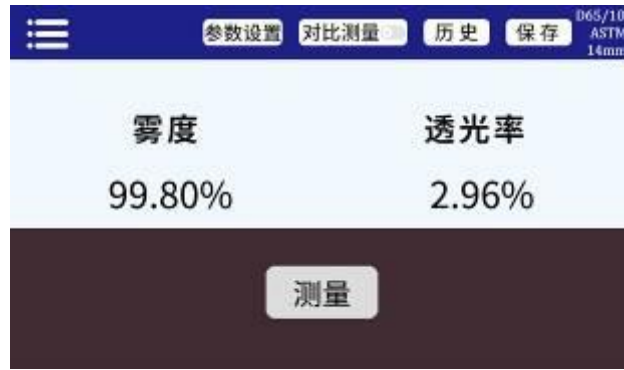 参数设置 对比测量 历史 保存
D65/10
ASTM
14mm
雾度 透光率
99.80% 2.96%
测量